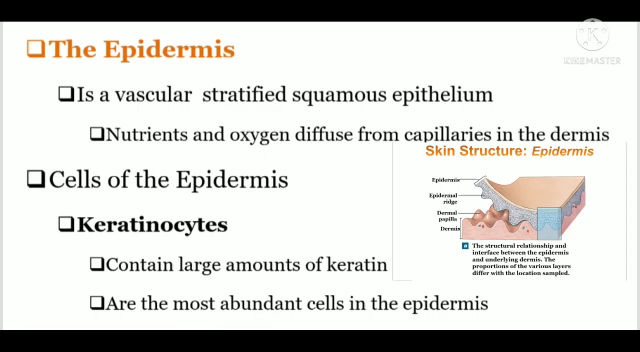 The Epidermis
K
KINEMASTER
Is a vascular stratified squamous epithelium
Nutrients and oxygen diffuse from capillaries in the dermis
Skin Structure: Epidermis
Cells of the Epidermis
Epidermis
Epidermal
ridge
Dermal
papilla
Dermis
Keratinocytes
The structural relationship and
interface between the epidermis
and underlying dermis. The
proportions of the various layers
differ with the location sampled.
Contain large amounts of keratin
Are the most abundant cells in the epidermis